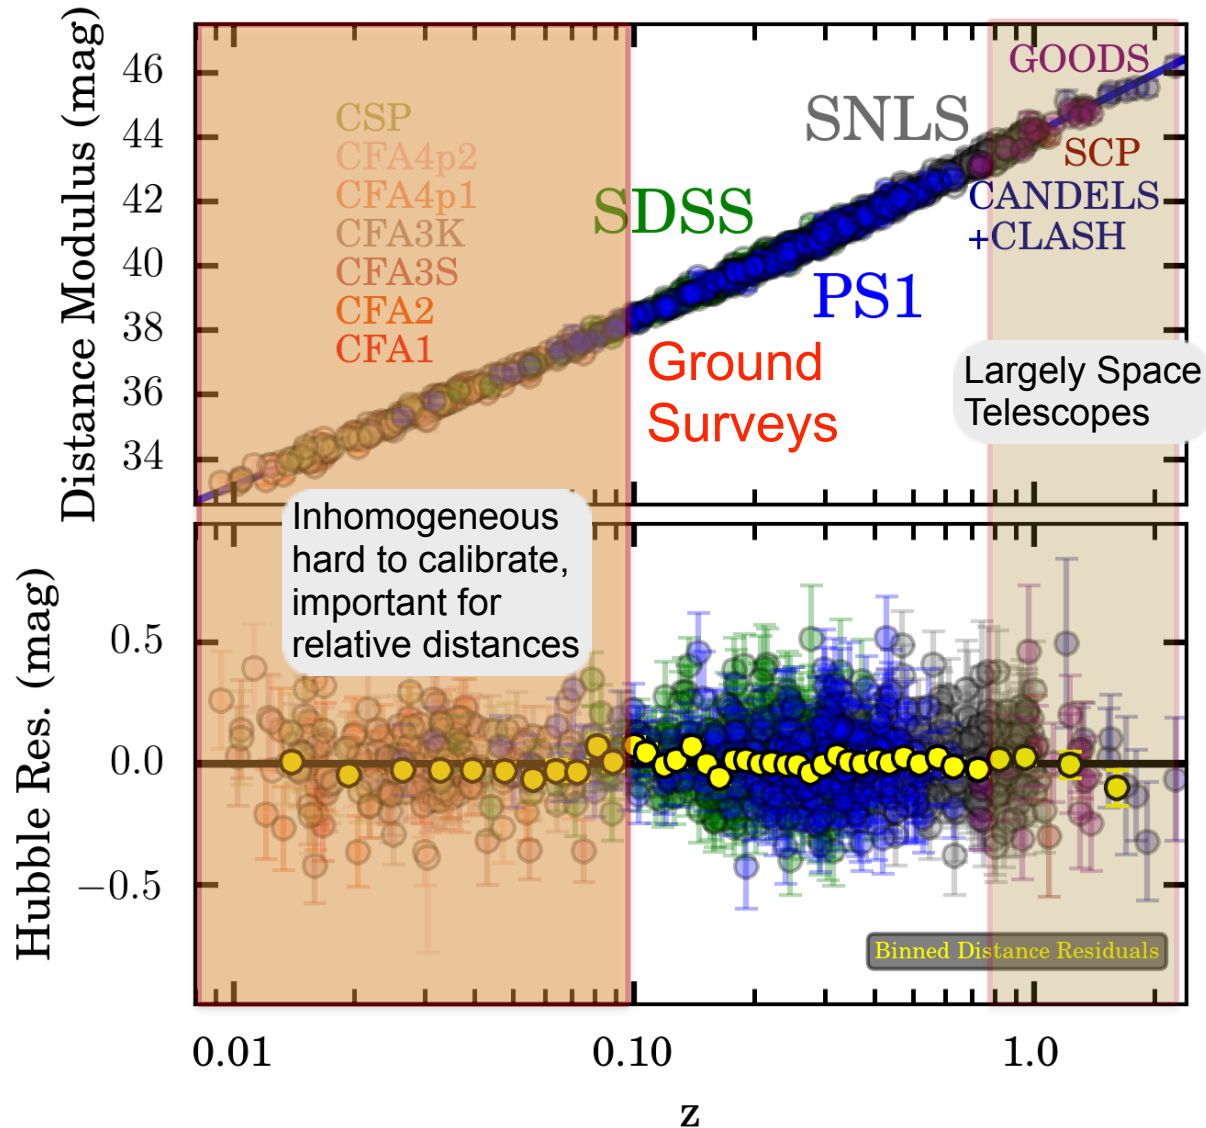 Distance Modulus (mag)
46
44
42
40
38
36
34
CSP
CFA4p2
CFA4p1
CFA3K
CFA3S
CFA2
CFA1
SDSS
SNLS
GOODS
SCP
CANDELS
+CLASH
PS1
Ground
Surveys
Largely Space
Telescopes
Inhomogeneous
hard to calibrate,
important for
relative distances
Hubble Res. (mag)
0.5
0.0
−0.5
Binned Distance Residuals
0.01
0.10
1.0
z